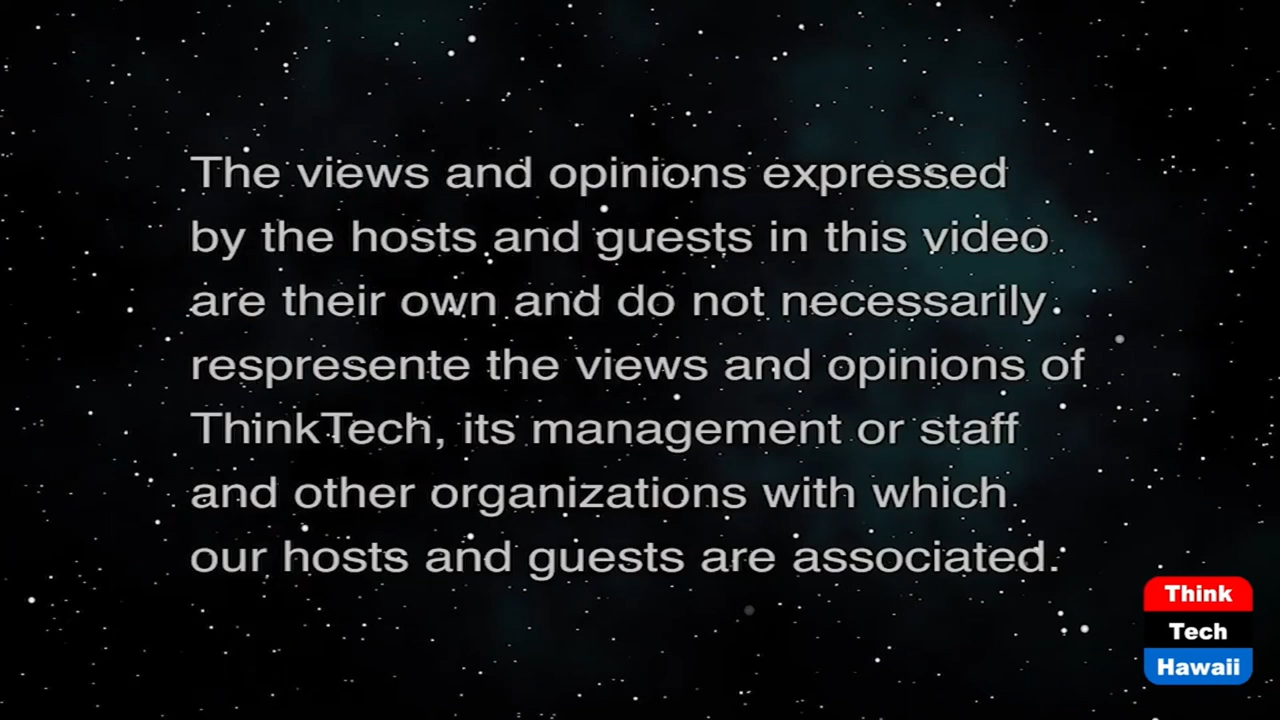 The views and opinions expressed
by the hosts and guests in this video
are their own and do not necessarily
respresente the views and opinions of
ThinkTech, its management or staff
and other organizations with which
our hosts and guests are associated.
Think
Tech
Hawaii